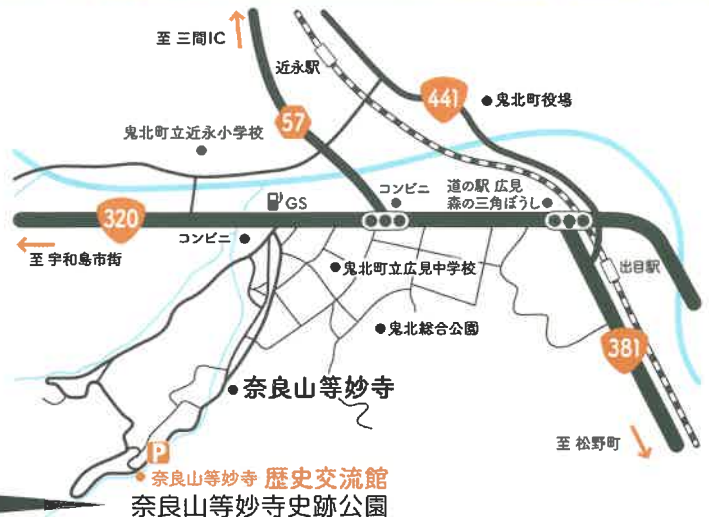 至 三間IC
近永駅
441
鬼北町役場
57
鬼北町立近永小学校
コンビニ
道の駅 広見
森の三角ぼうし
GS
320
コンビニ
至 宇和島市街
鬼北町立広見中学校
出目駅
鬼北総合公園
381
奈良山等妙寺
至 松野町
P
奈良山等妙寺 歴史交流館
奈良山等妙寺史跡公園